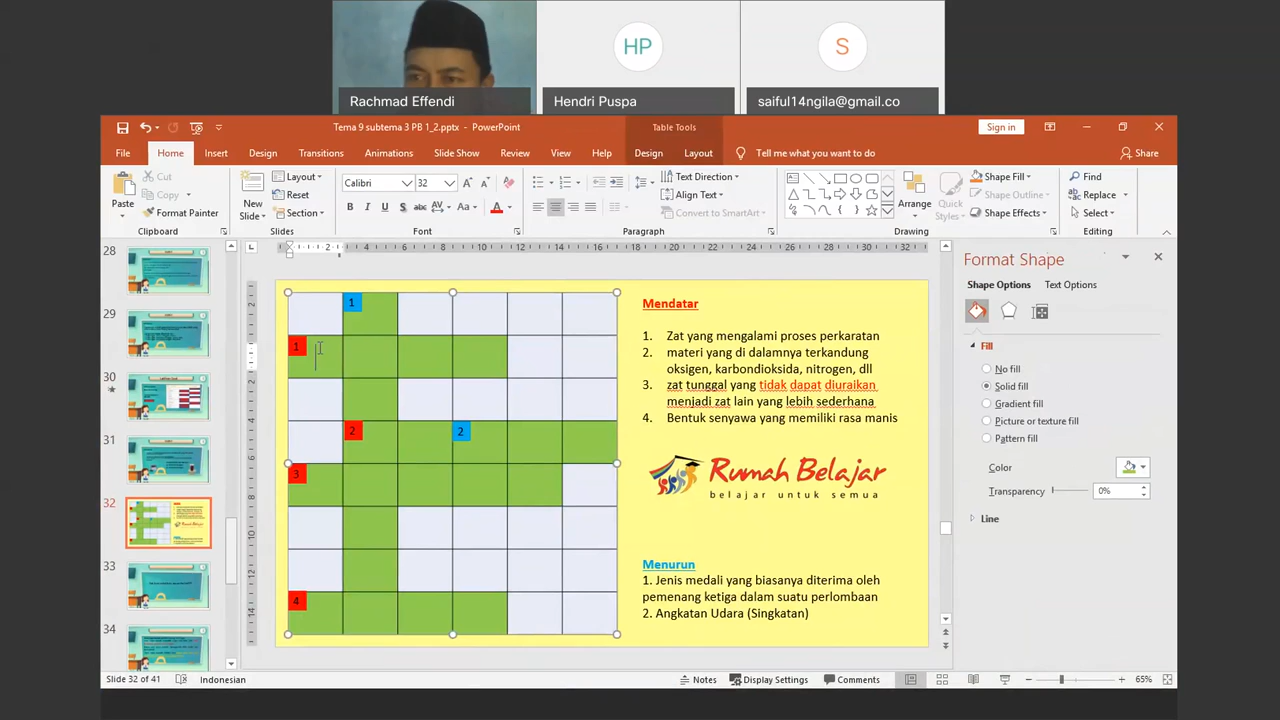 HP
S
Rachmad Effendi
Hendri Puspa
saiful14ngila@gmail.co
Tema 9 subtema 3 PB 1_2.pptx - PowerPoint
Table Tools
Sign in
File
Home
Insert
Design
Transitions
Animations
Slide Show
Review
View
Help
Design
Layout
Tell me what you want to do
Share
Paste
Cut
Copy
Format Painter
Clipboard
New
Slide
Layout
Reset
Section
Slides
Calibri
32
Font
Text Direction
Align Text
Convert to SmartArt
Paragraph
Arrange
Quick
Styles
Shape Fill
Shape Outline
Shape Effects
Drawing
Find
Replace
Select
Editing
28
29
30
31
32
33
34
1
1
2
2
3
4
Mendatar
1. Zat yang mengalami proses perkaratan
2. materi yang di dalamnya terkandung
oksigen, karbondioksida, nitrogen, dll
3. zat tunggal yang tidak dapat diuraikan
menjadi zat lain yang lebih sederhana
4. Bentuk senyawa yang memiliki rasa manis
Rumah Belajar
belajar untuk semua
Menurun
1. Jenis medali yang biasanya diterima oleh
pemenang ketiga dalam suatu perlombaan
2. Angkatan Udara (Singkatan)
Format Shape
Shape Options
Text Options
Fill
No fill
Solid fill
Gradient fill
Picture or texture fill
Pattern fill
Color
Transparency
0%
Line
Slide 32 of 41
Indonesian
Notes
Display Settings
Comments
65%